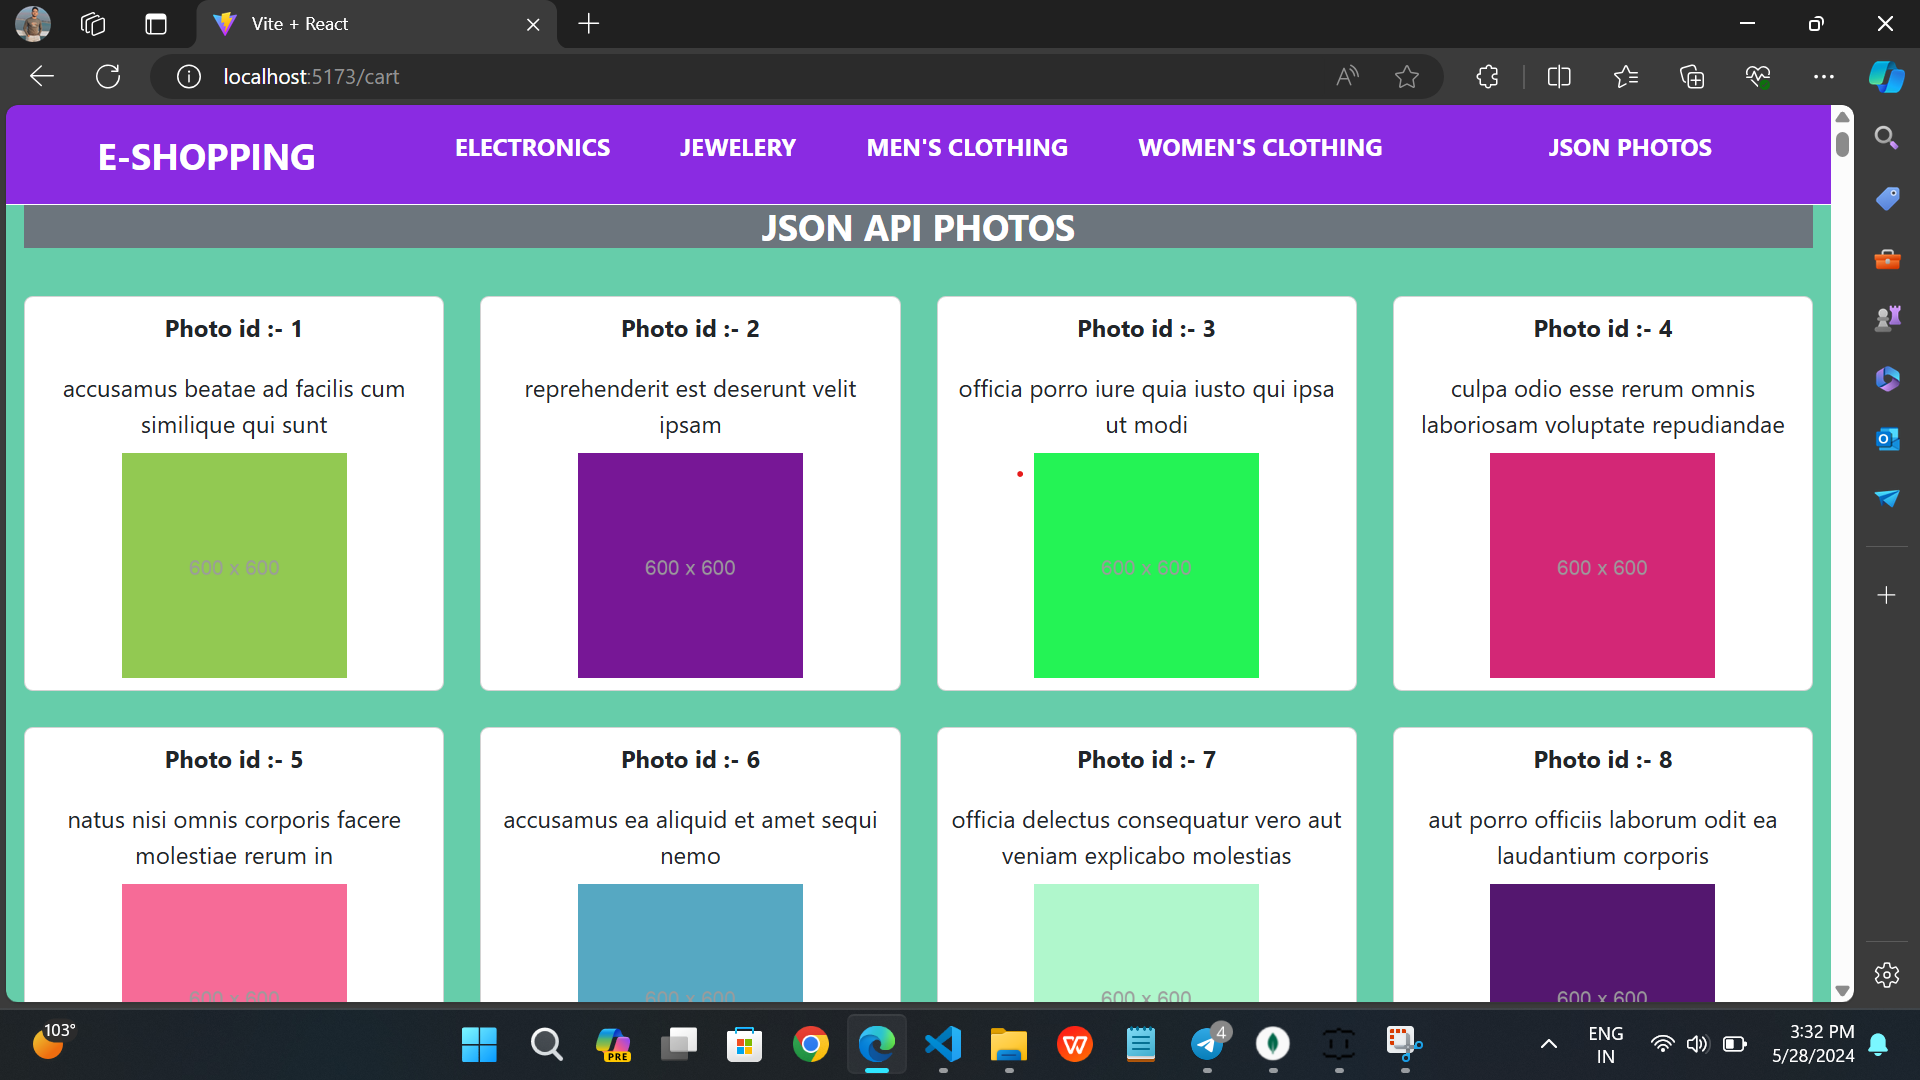 Vite + React
localhost:5173/cart
E-SHOPPING
ELECTRONICS
JEWELERY
MEN'S CLOTHING
WOMEN'S CLOTHING
JSON PHOTOS
JSON API PHOTOS
Photo id :- 1
accusamus beatae ad facilis cum
similique qui sunt
600 x 600
Photo id :- 2
reprehenderit est deserunt velit
ipsam
600 x 600
Photo id :- 3
officia porro iure quia iusto qui ipsa
ut modi
600 x 600
Photo id :- 4
culpa odio esse rerum omnis
laboriosam voluptate repudiandae
600 x 600
Photo id :- 5
natus nisi omnis corporis facere
molestiae rerum in
600 x 600
Photo id :- 6
accusamus ea aliquid et amet sequi
nemo
600 x 600
Photo id :- 7
officia delectus consequatur vero aut
veniam explicabo molestias
600 x 600
Photo id :- 8
aut porro officiis laborum odit ea
laudantium corporis
600 x 600
103°
PRE
4
ENG
IN
3:32 PM
5/28/2024